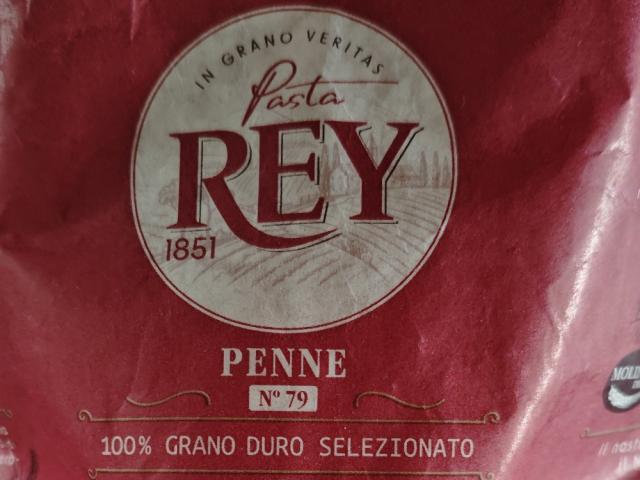 IN GRANO VERITAS
Pasta
REY
1851
PENNE
Nº 79
100% GRANO DURO SELEZIONATO